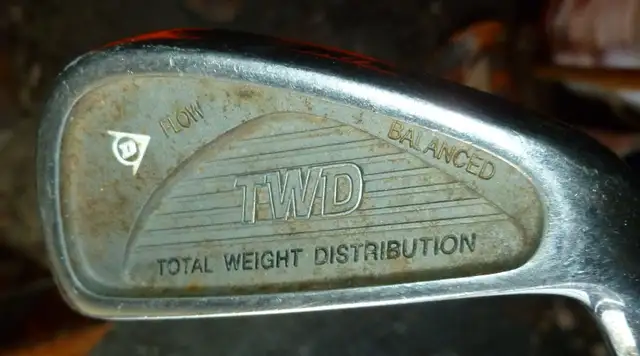 FLOW BALANCED
TWD
TOTAL WEIGHT DISTRIBUTION